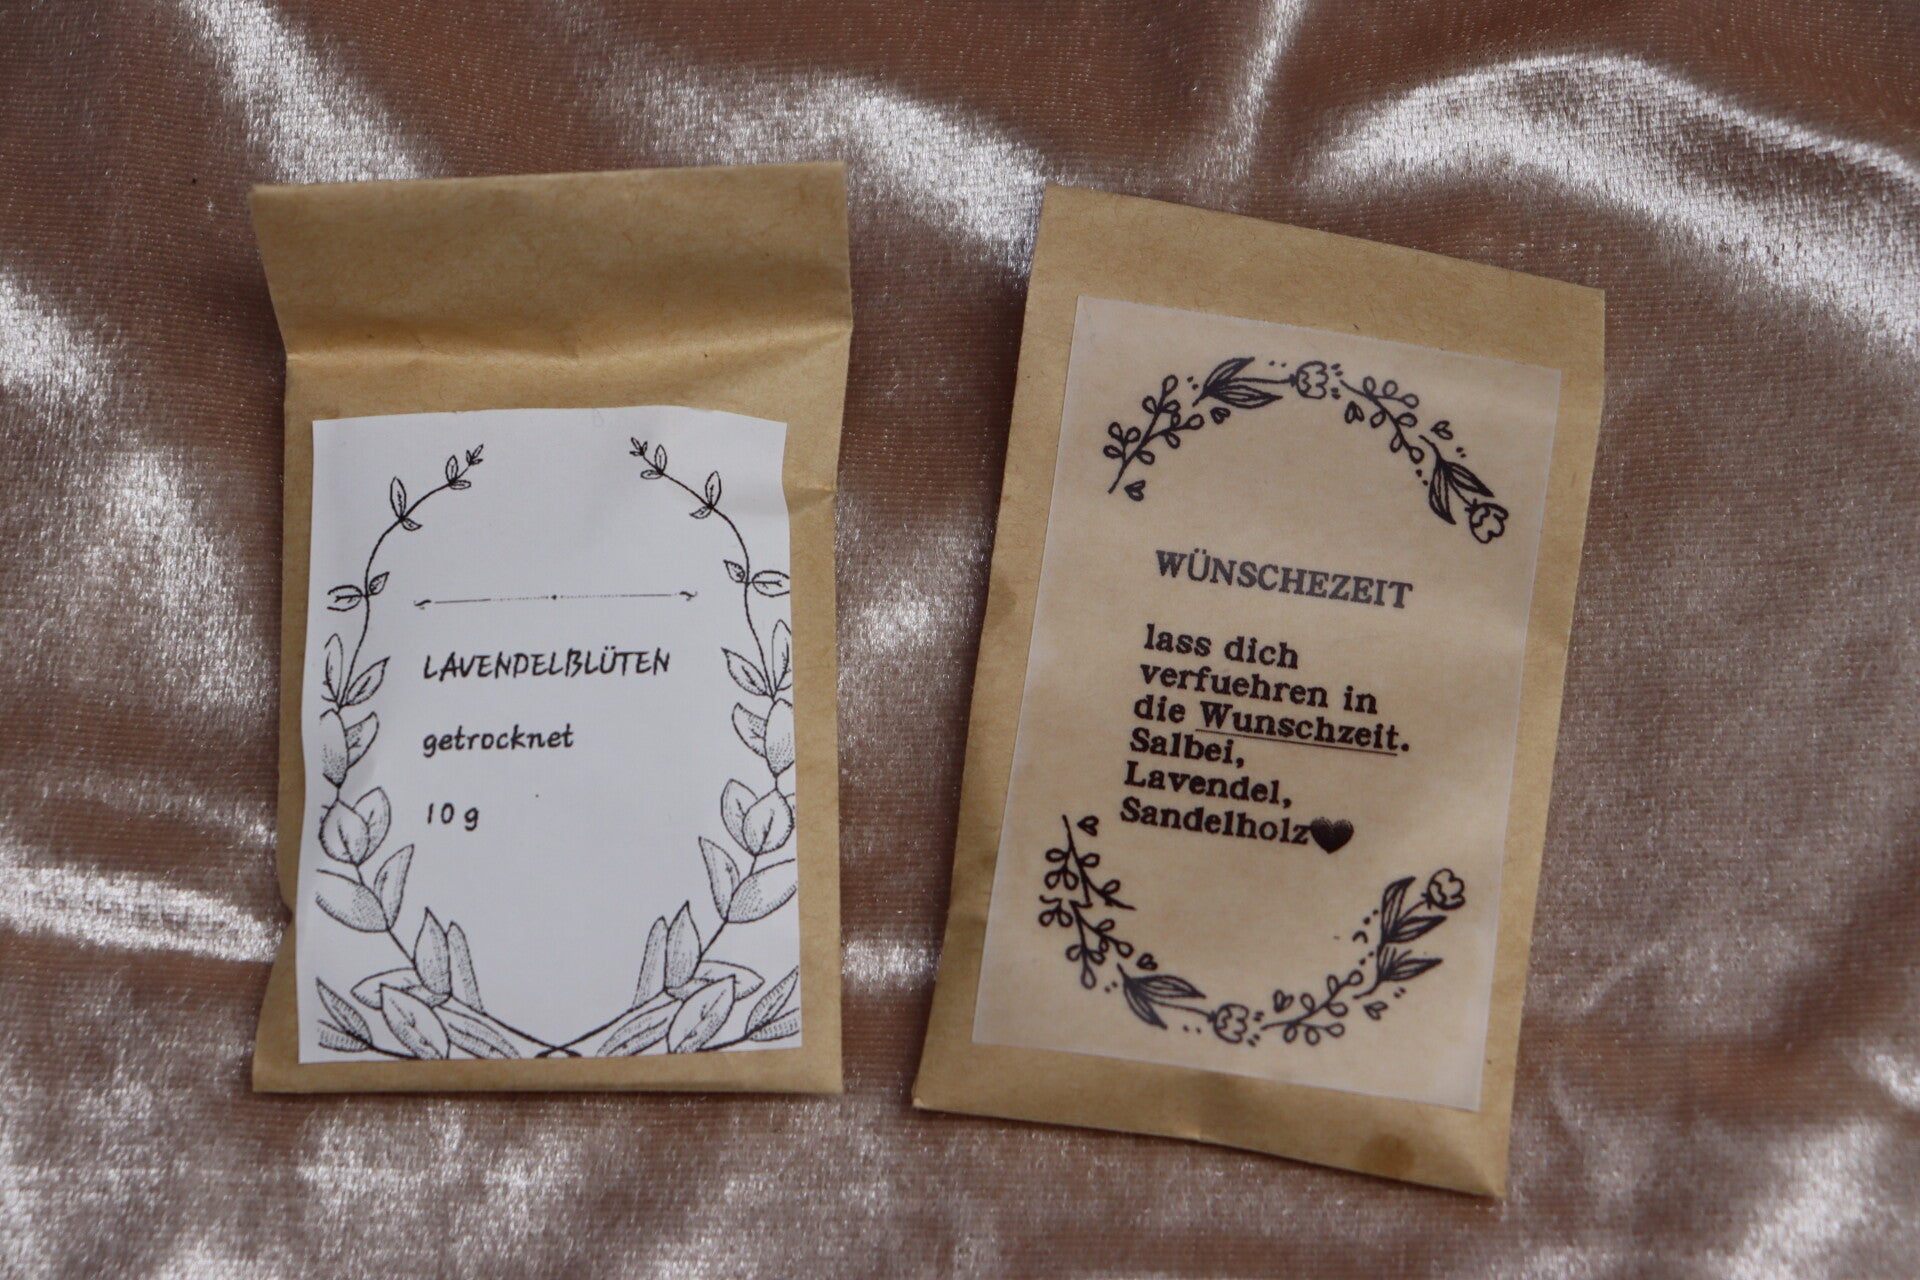 LAVENDELBLÜTEN
getrocknet
10 g
WÜNSCHEZEIT
lass dich
verfuehren in
die Wunschzeit.
Salbei,
Lavendel,
Sandelholz🖤